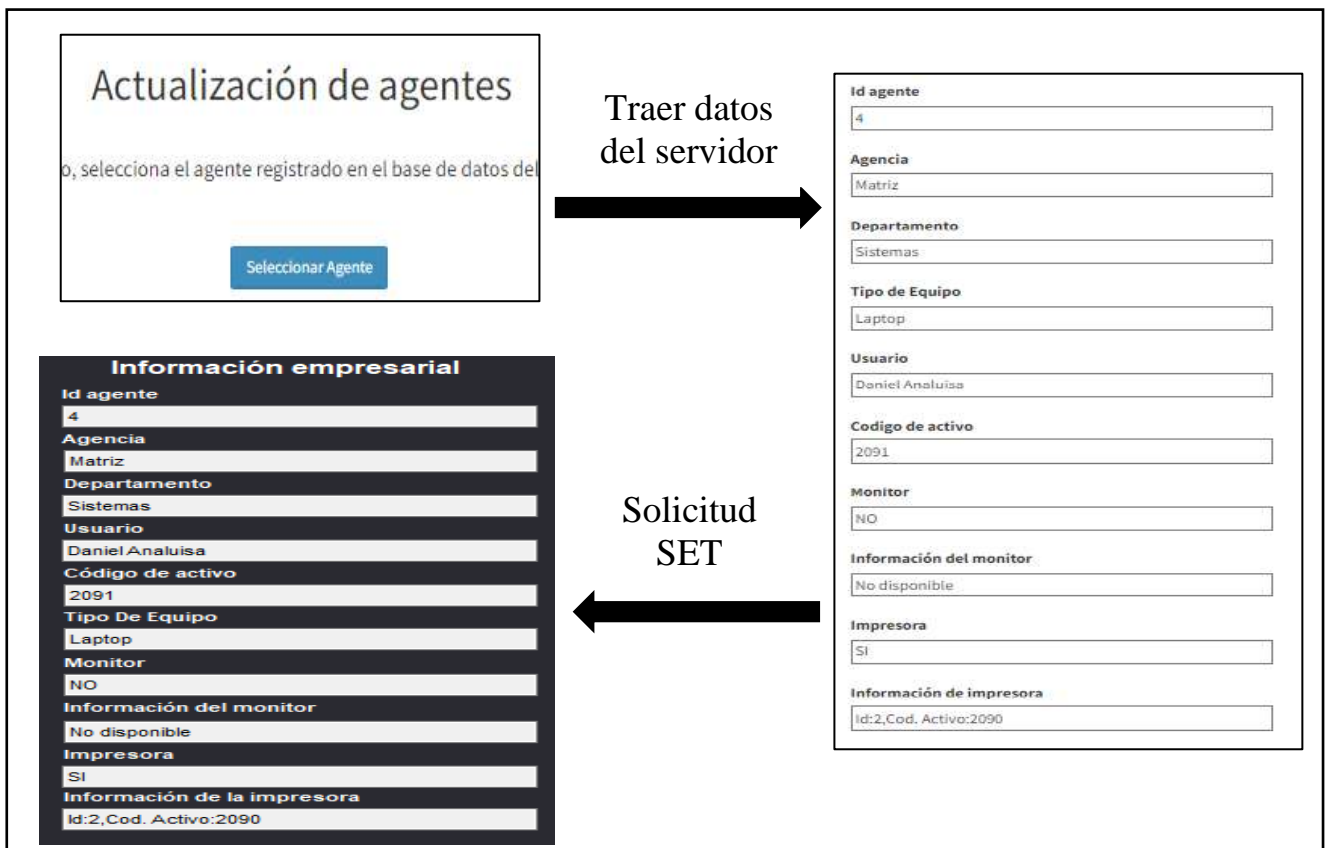 Actualización de agentes
o, selecciona el agente registrado en el base de datos del
Seleccionar Agente
Traer datos
del servidor
Id agente
4
Agencia
Matriz
Departamento
Sistemas
Tipo de Equipo
Laptop
Usuario
Daniel Analuisa
Codigo de activo
2091
Monitor
NO
Información del monitor
No disponible
Impresora
SI
Información de impresora
Id:2,Cod. Activo:2090
Solicitud
SET
Información empresarial
Id agente
4
Agencia
Matriz
Departamento
Sistemas
Usuario
Daniel Analuisa
Código de activo
2091
Tipo De Equipo
Laptop
Monitor
NO
Información del monitor
No disponible
Impresora
SI
Información de la impresora
Id:2,Cod. Activo:2090